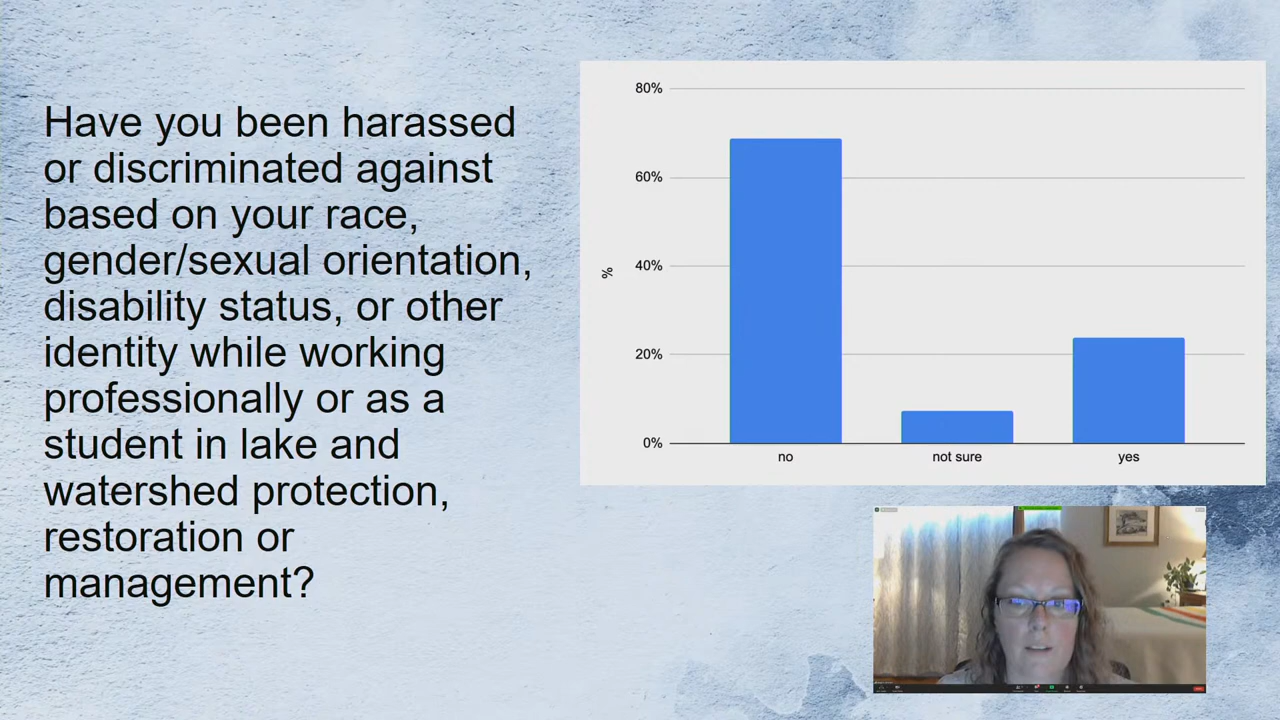 Have you been harassed
or discriminated against
based on your race,
gender/sexual orientation,
disability status, or other
identity while working
professionally or as a
student in lake and
watershed protection,
restoration or
management?
80%
60%
40%
20%
0%
%
no
not sure
yes